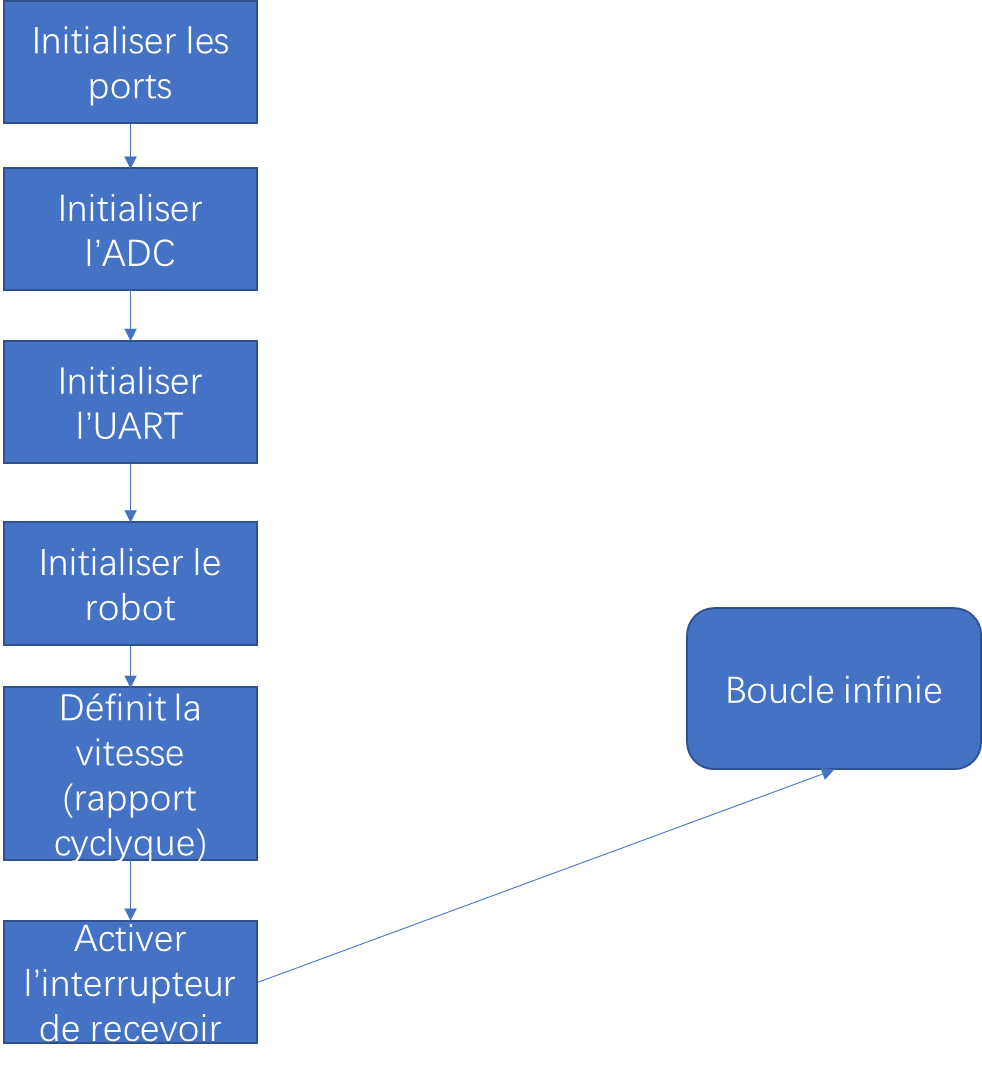 Initialiser les
ports
Initialiser
l’ADC
Initialiser
l’UART
Initialiser le
robot
Définit la
vitesse
(rapport
cyclyque)
Activer
l’interrupteur
de recevoir
Boucle infinie